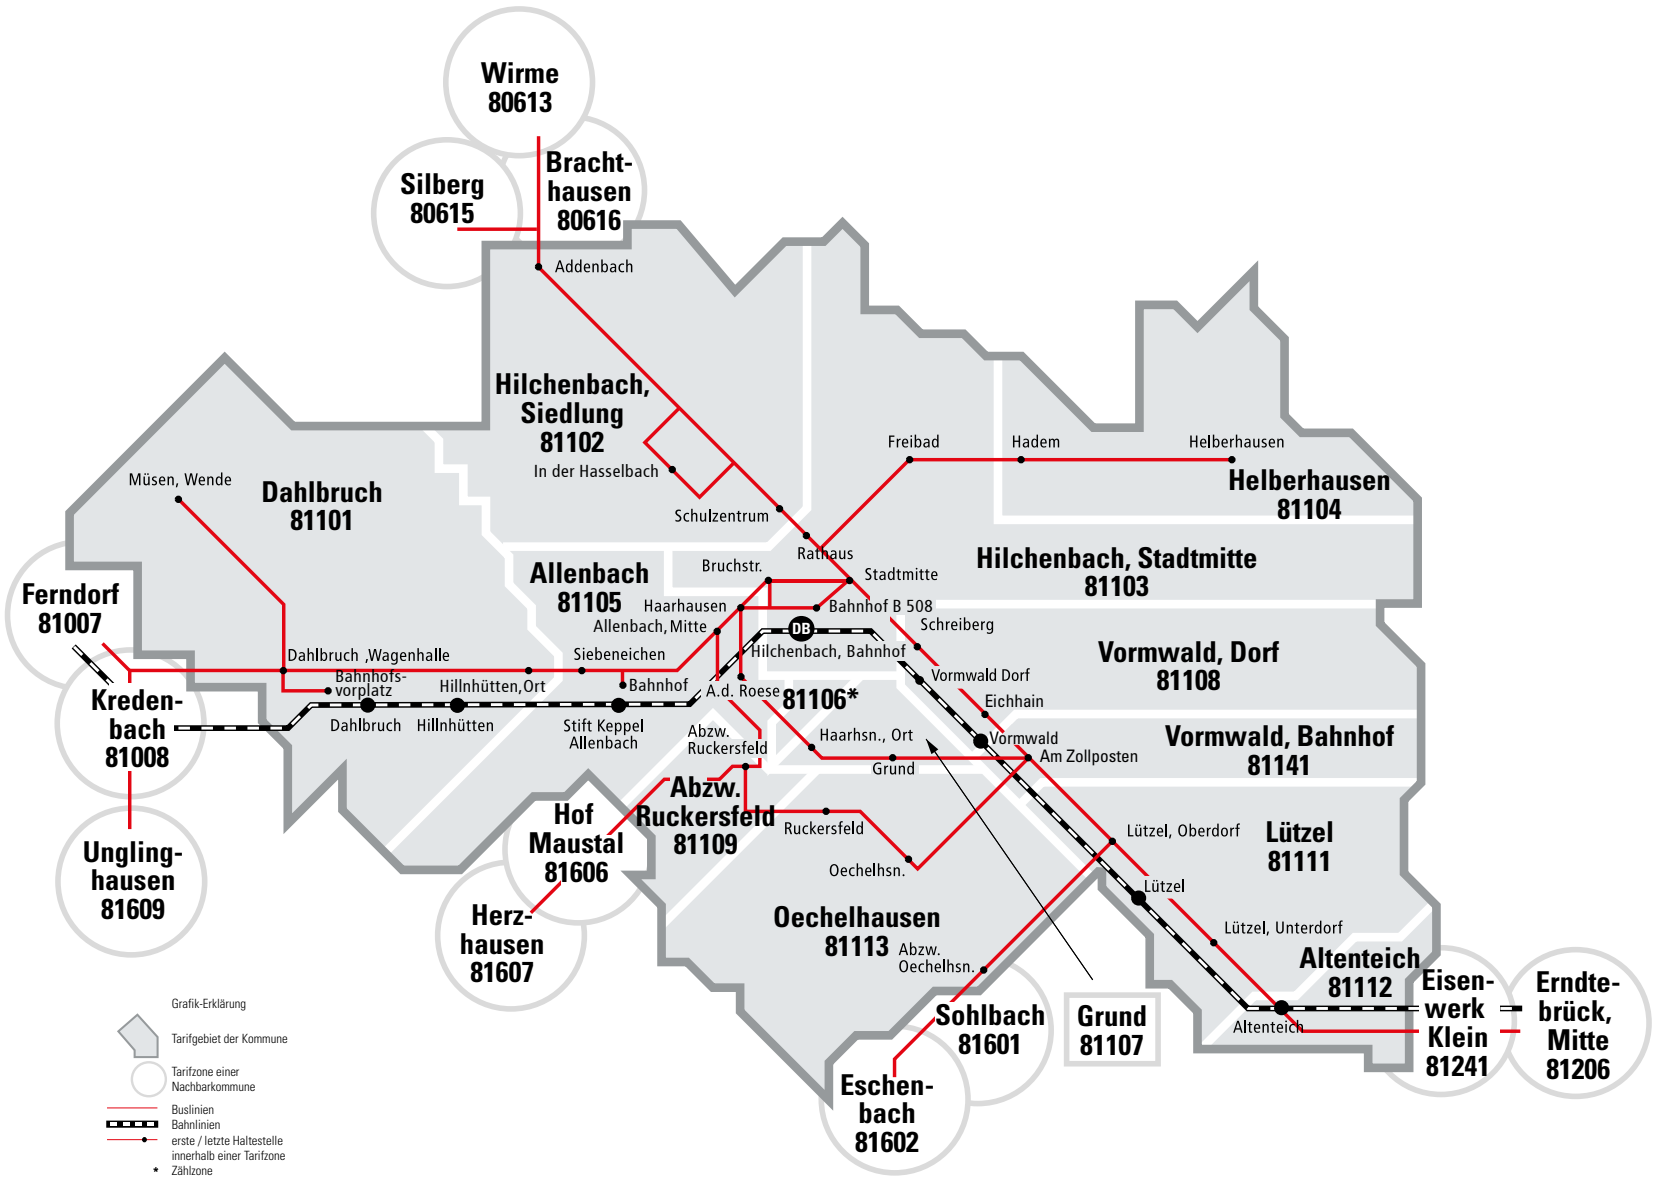 Wirme
80613
Bracht-
hausen
80616
Silberg
80615
Addenbach
Hilchenbach,
Siedlung
81102
In der Hasselbach
Schulzentrum
Rathaus
Freibad
Hadem
Helberhausen
Helberhausen
81104
Müsen, Wende
Dahlbruch
81101
Hilchenbach, Stadtmitte
81103
Bruchstr.
Stadtmitte
Allenbach
81105
Haarhausen
Bahnhof B 508
Allenbach, Mitte
Schreiberg
DB
Hilchenbach, Bahnhof
Ferndorf
81007
Dahlbruch ,Wagenhalle
Siebeneichen
Bahnhofs-
vorplatz
Hillnhütten,Ort
Bahnhof
A.d. Roese
81106*
Vormwald Dorf
Vormwald, Dorf
81108
Eichhain
Kreden-
bach
81008
Dahlbruch
Hillnhütten
Stift Keppel
Allenbach
Abzw.
Ruckersfeld
Haarhsn., Ort
Grund
Vormwald
Am Zollposten
Vormwald, Bahnhof
81141
Abzw.
Ruckersfeld
81109
Hof
Maustal
81606
Ruckersfeld
Oechelhsn.
Lützel, Oberdorf
Lützel
81111
Lützel
Ungling-
hausen
81609
Herz-
hausen
81607
Oechelhausen
81113
Abzw.
Oechelhsn.
Lützel, Unterdorf
Altenteich
81112
Altenteich
Eisen-
werk
Klein
81241
Erndte-
brück,
Mitte
81206
Sohlbach
81601
Grund
81107
Eschen-
bach
81602
Grafik-Erklärung
Tarifgebiet der Kommune
Tarifzone einer
Nachbarkommune
Buslinien
Bahnlinien
erste / letzte Haltestelle
innerhalb einer Tarifzone
* Zählzone